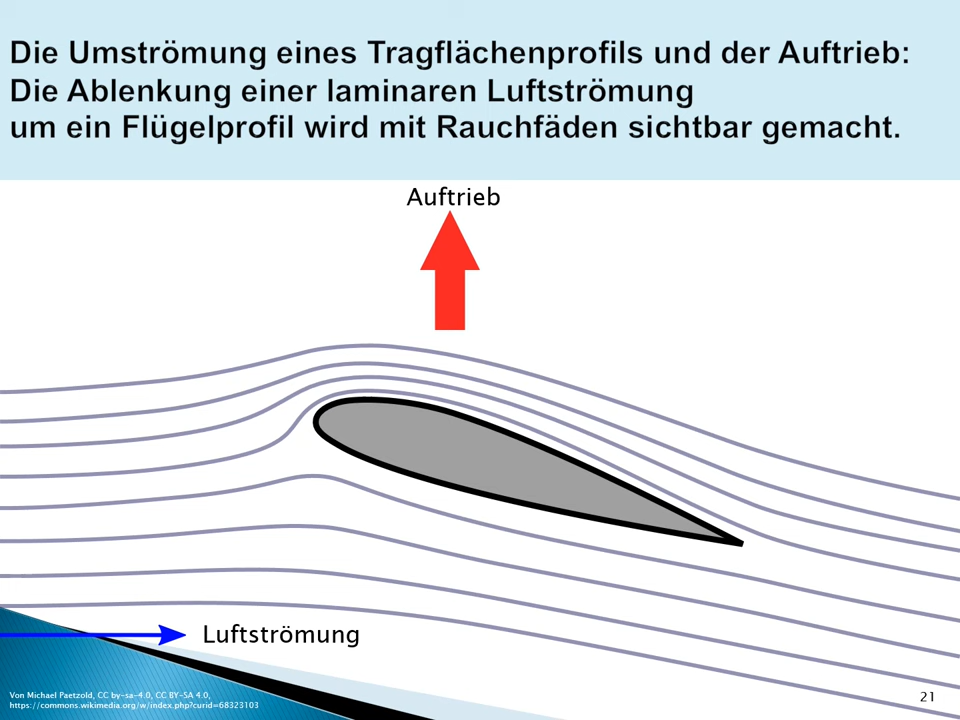 Die Umströmung eines Tragflächenprofils und der Auftrieb:
Die Ablenkung einer laminaren Luftströmung
um ein Flügelprofil wird mit Rauchfäden sichtbar gemacht.
Auftrieb
Luftströmung
Von Michael Paetzold, CC by-sa-4.0, CC BY-SA 4.0,
https://commons.wikimedia.org/w/index.php?curid=68323103
21